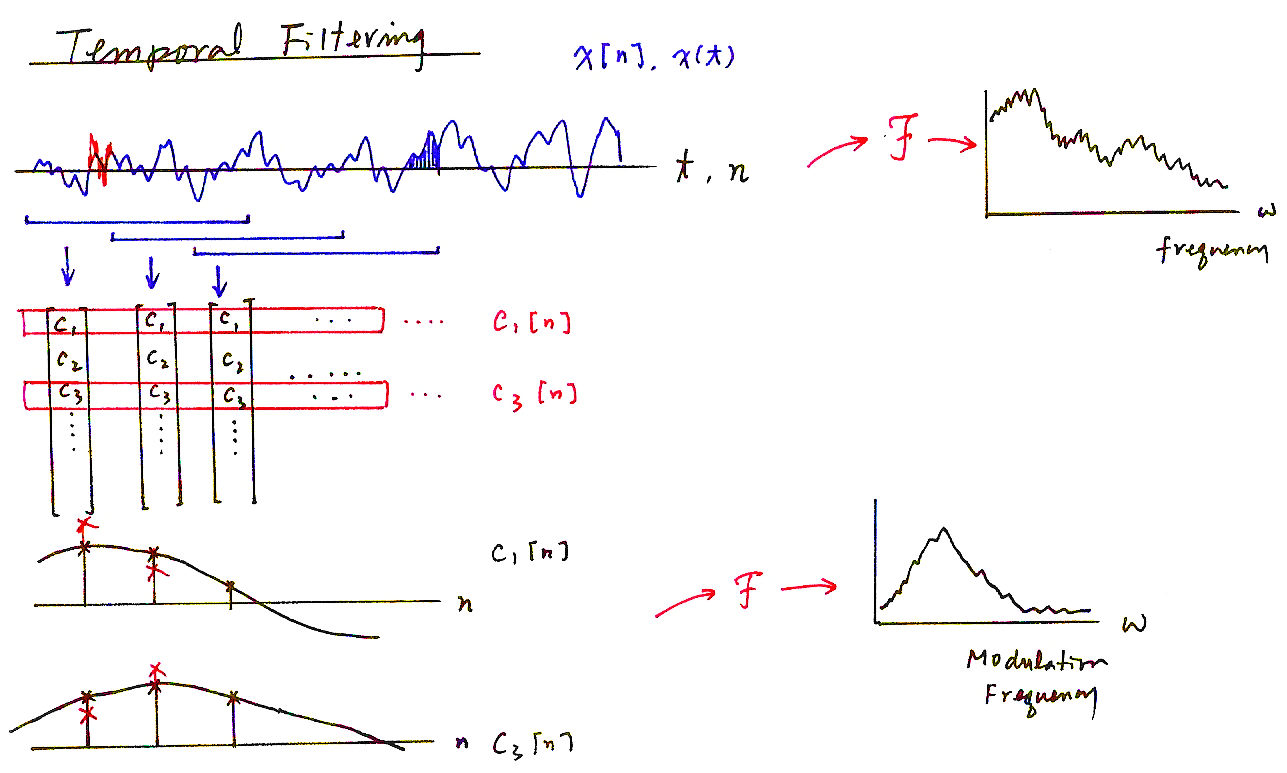 Temporal Filtering
x[n], x(t)
t, n
F
ω
frequency
C₁ C₁ C₁ ... .... C₁[n]
C₂ C₂ C₂ ......
C₃ C₃ C₃ ... ... C₃[n]
C₁[n]
n
F
ω
Modulation
Frequency
n C₃[n]